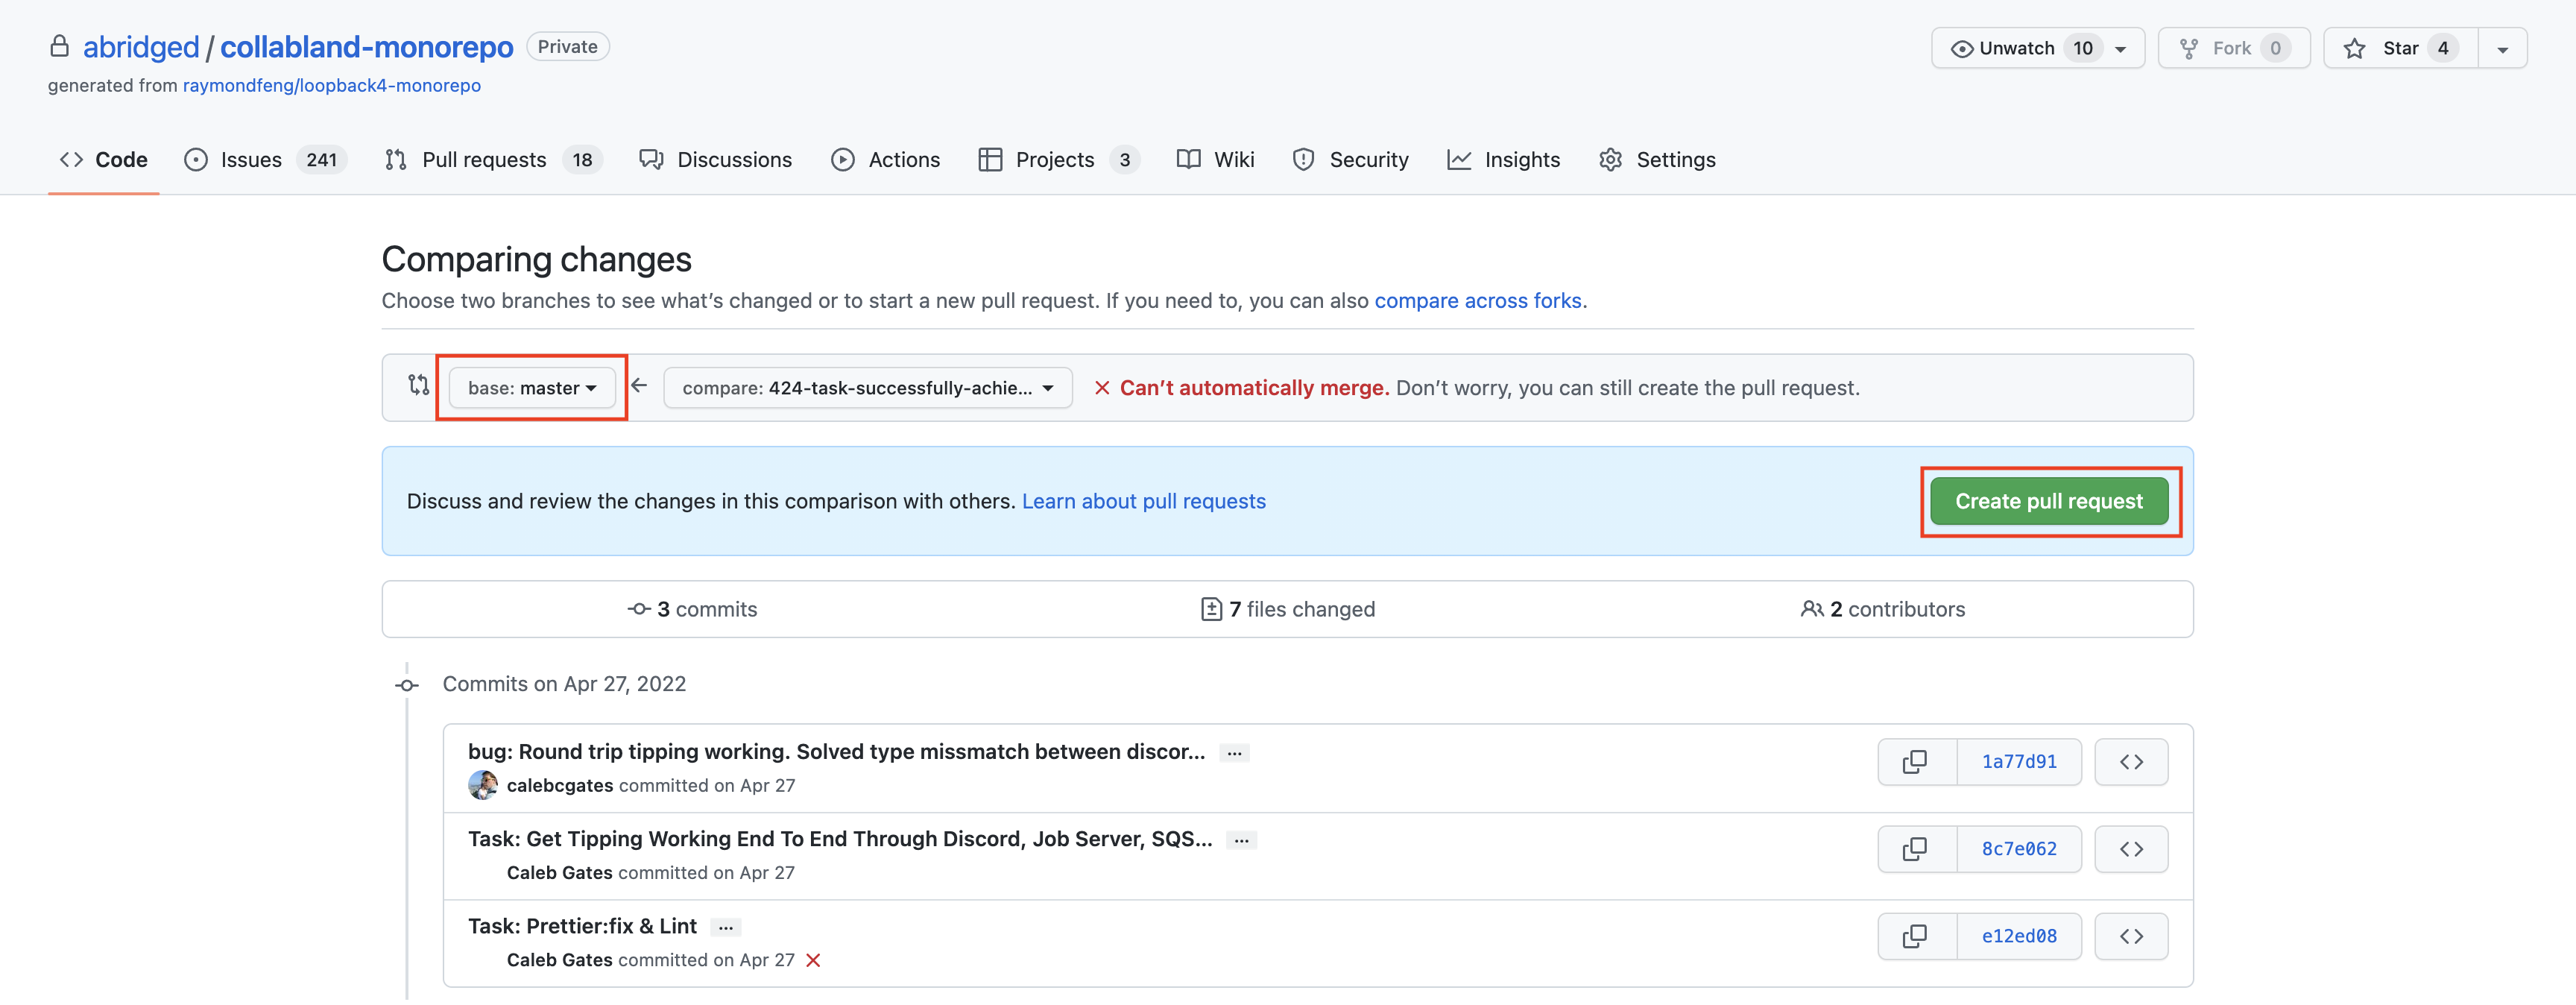 abridged / collabland-monorepo Private
Unwatch 10 Fork 0 Star 4
generated from raymondfeng/loopback4-monorepo
Code Issues 241 Pull requests 18 Discussions Actions Projects 3 Wiki Security Insights Settings
Comparing changes
Choose two branches to see what’s changed or to start a new pull request. If you need to, you can also compare across forks.
base: master ← compare: 424-task-successfully-achie... × Can’t automatically merge. Don’t worry, you can still create the pull request.
Discuss and review the changes in this comparison with others. Learn about pull requests
Create pull request
3 commits 7 files changed 2 contributors
Commits on Apr 27, 2022
bug: Round trip tipping working. Solved type missmatch between discor... ...
calebcgates committed on Apr 27
1a77d91
Task: Get Tipping Working End To End Through Discord, Job Server, SQS... ...
Caleb Gates committed on Apr 27
8c7e062
Task: Prettier:fix & Lint ...
Caleb Gates committed on Apr 27
e12ed08